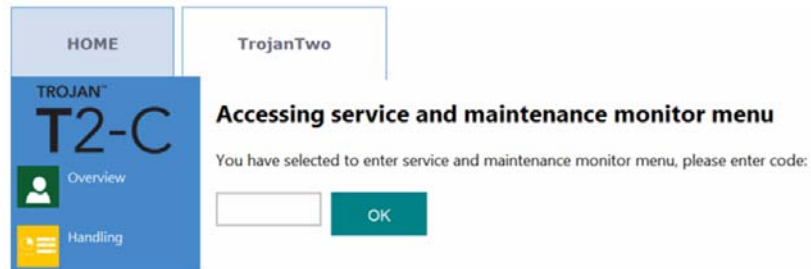 HOME
TrojanTwo
TROJAN™
T2-C
Accessing service and maintenance monitor menu
You have selected to enter service and maintenance monitor menu, please enter code:
Overview
OK
Handling